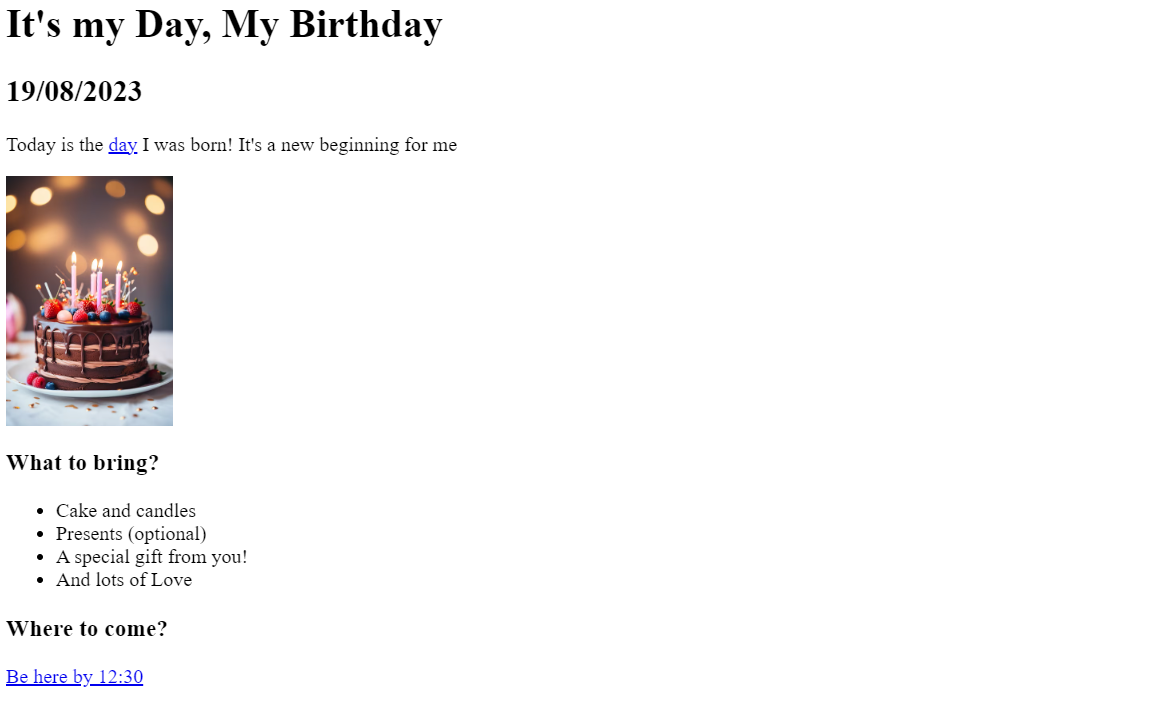 It's my Day, My Birthday
19/08/2023
Today is the day I was born! It's a new beginning for me
What to bring?
Cake and candles
Presents (optional)
A special gift from you!
And lots of Love
Where to come?
Be here by 12:30